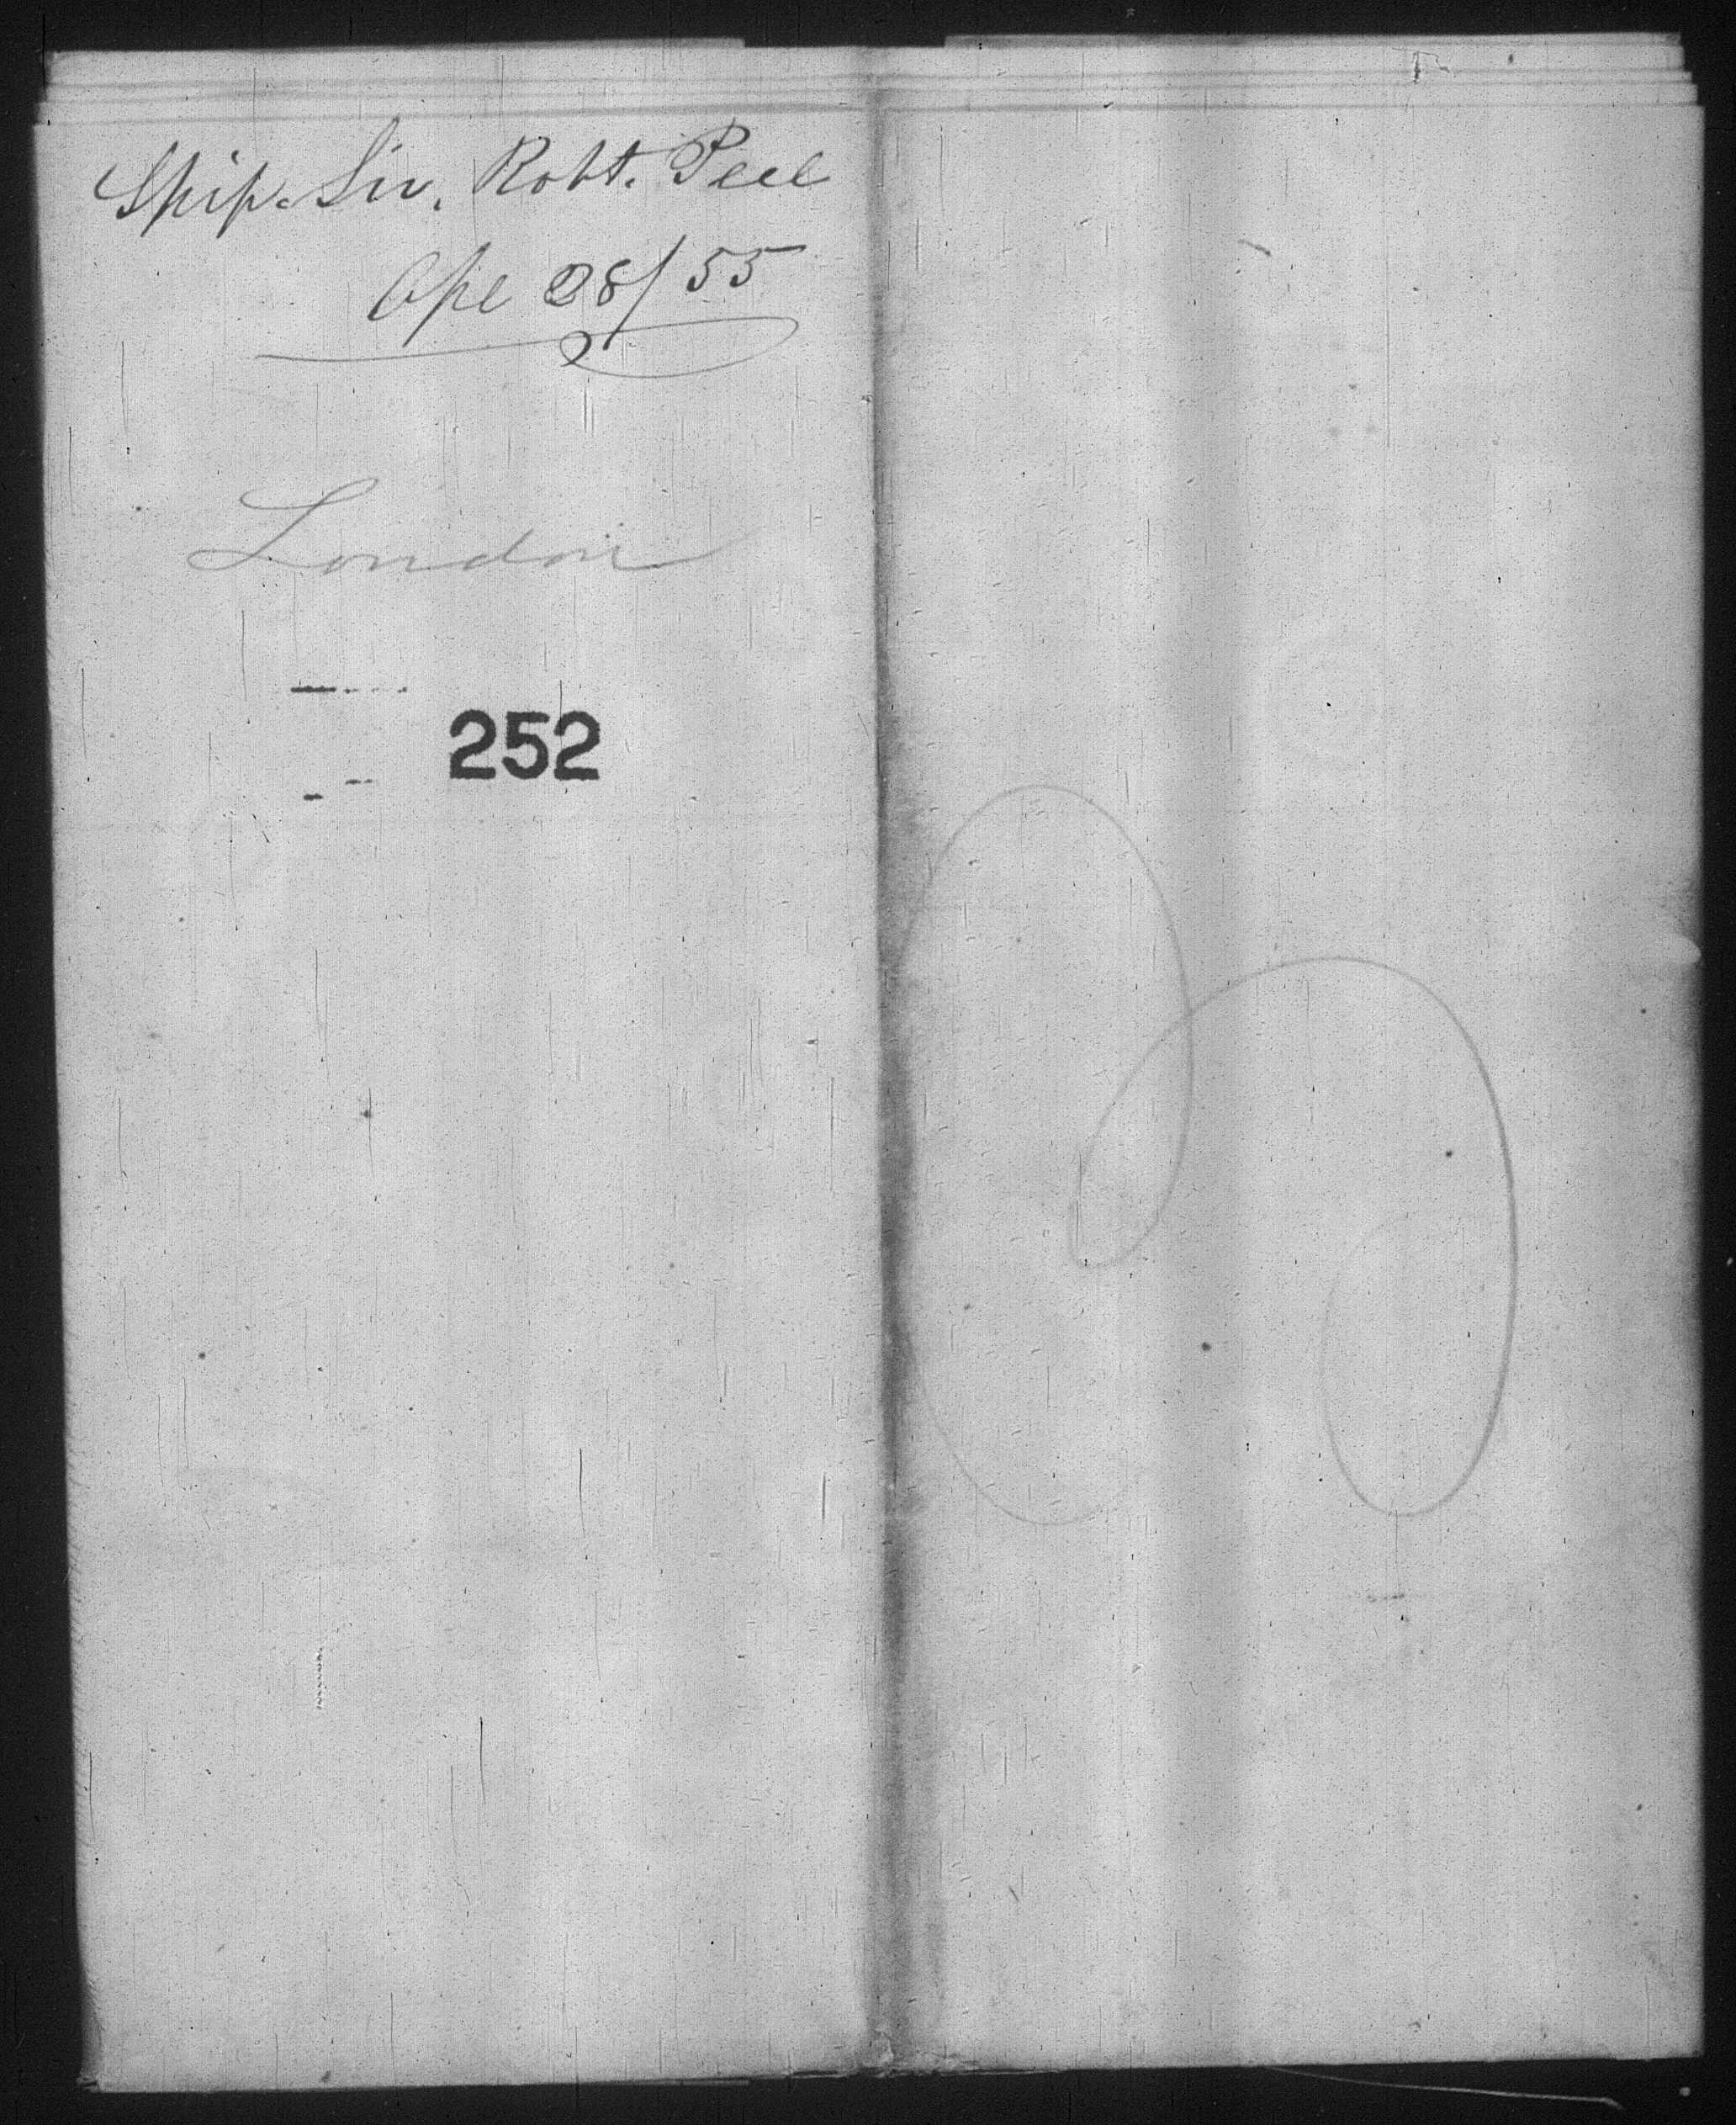 Ship. Sir. Robt. Peel
Apl 28/55
London
252